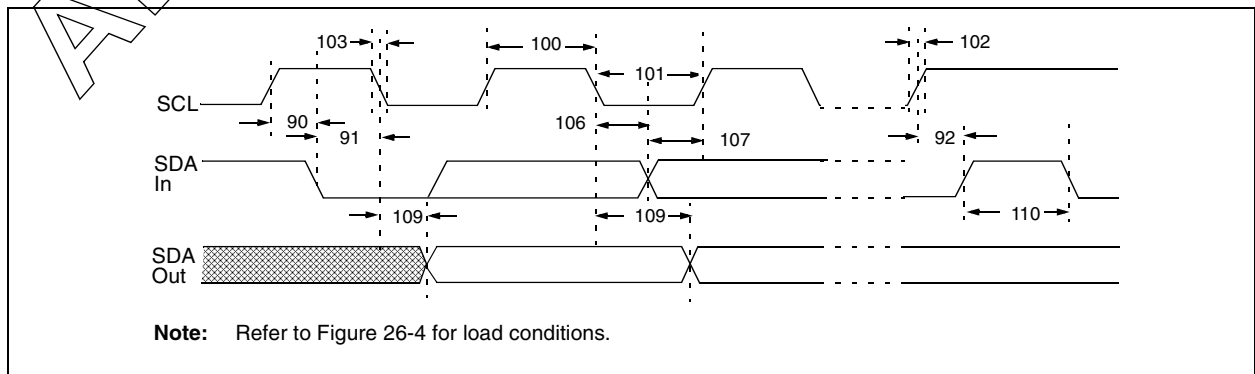 103
100
102
101
SCL
90
91
106
107
92
SDA
In
109
109
110
SDA
Out
Note: Refer to Figure 26-4 for load conditions.